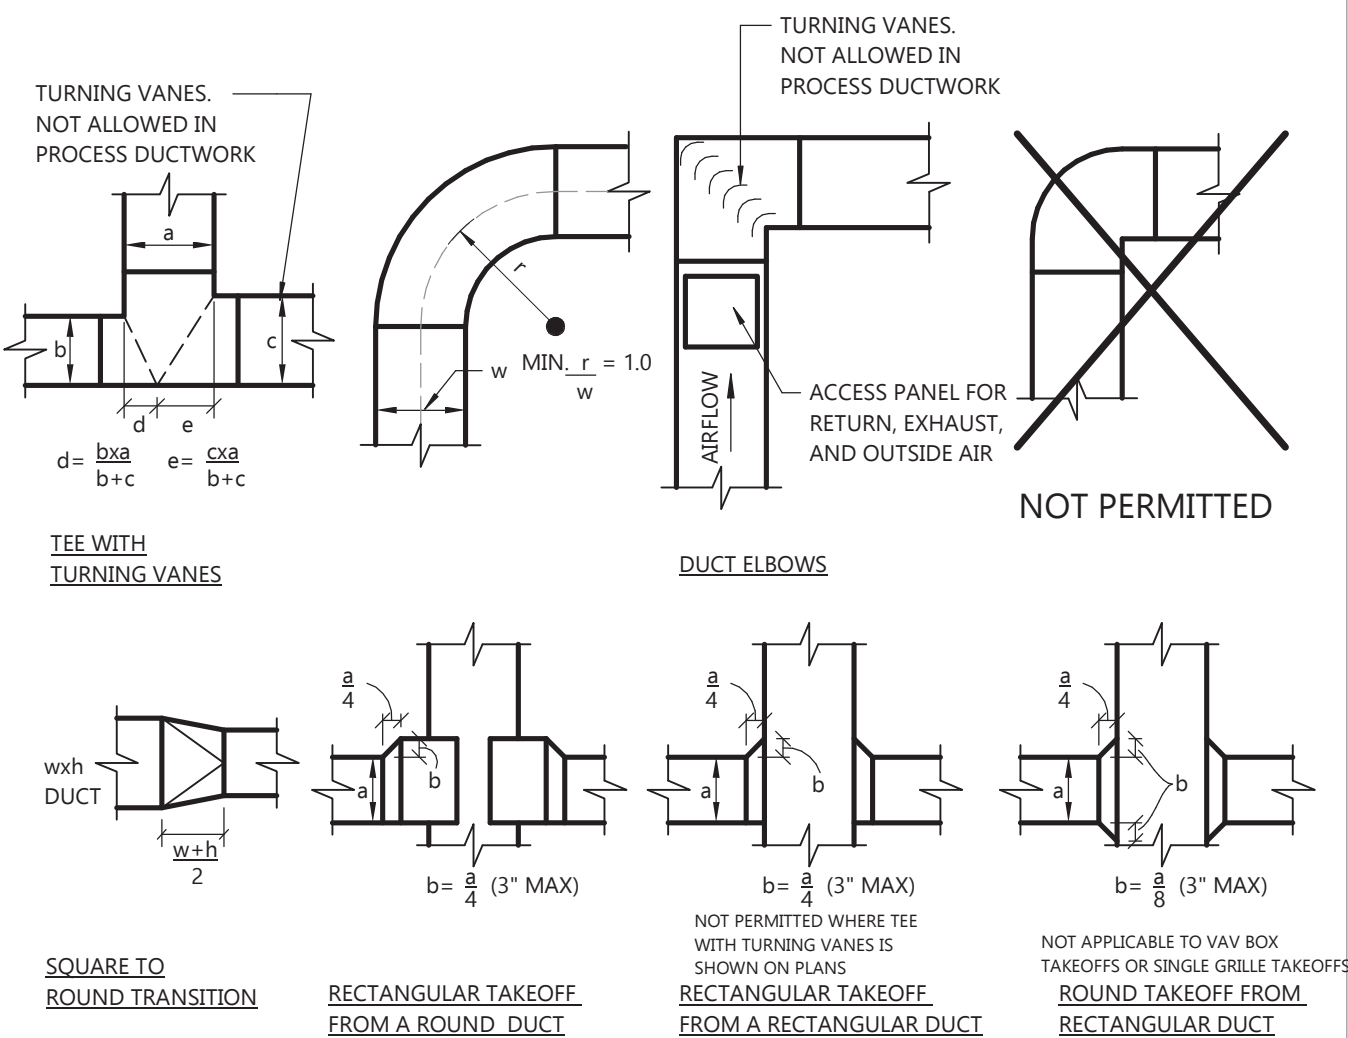 TURNING VANES.
NOT ALLOWED IN
PROCESS DUCTWORK
a
b
c
d
e
d= bxa
b+c
e= cxa
b+c
TEE WITH
TURNING VANES
r
w
MIN. r = 1.0
w
TURNING VANES.
NOT ALLOWED IN
PROCESS DUCTWORK
AIRFLOW
ACCESS PANEL FOR
RETURN, EXHAUST,
AND OUTSIDE AIR
DUCT ELBOWS
NOT PERMITTED
wxh
DUCT
w+h
2
SQUARE TO
ROUND TRANSITION
a
4
a
b
b= a (3" MAX)
4
RECTANGULAR TAKEOFF
FROM A ROUND DUCT
a
4
a
b
b= a (3" MAX)
4
NOT PERMITTED WHERE TEE
WITH TURNING VANES IS
SHOWN ON PLANS
RECTANGULAR TAKEOFF
FROM A RECTANGULAR DUCT
a
4
a
b
b= a (3" MAX)
8
NOT APPLICABLE TO VAV BOX
TAKEOFFS OR SINGLE GRILLE TAKEOFFS
ROUND TAKEOFF FROM
RECTANGULAR DUCT